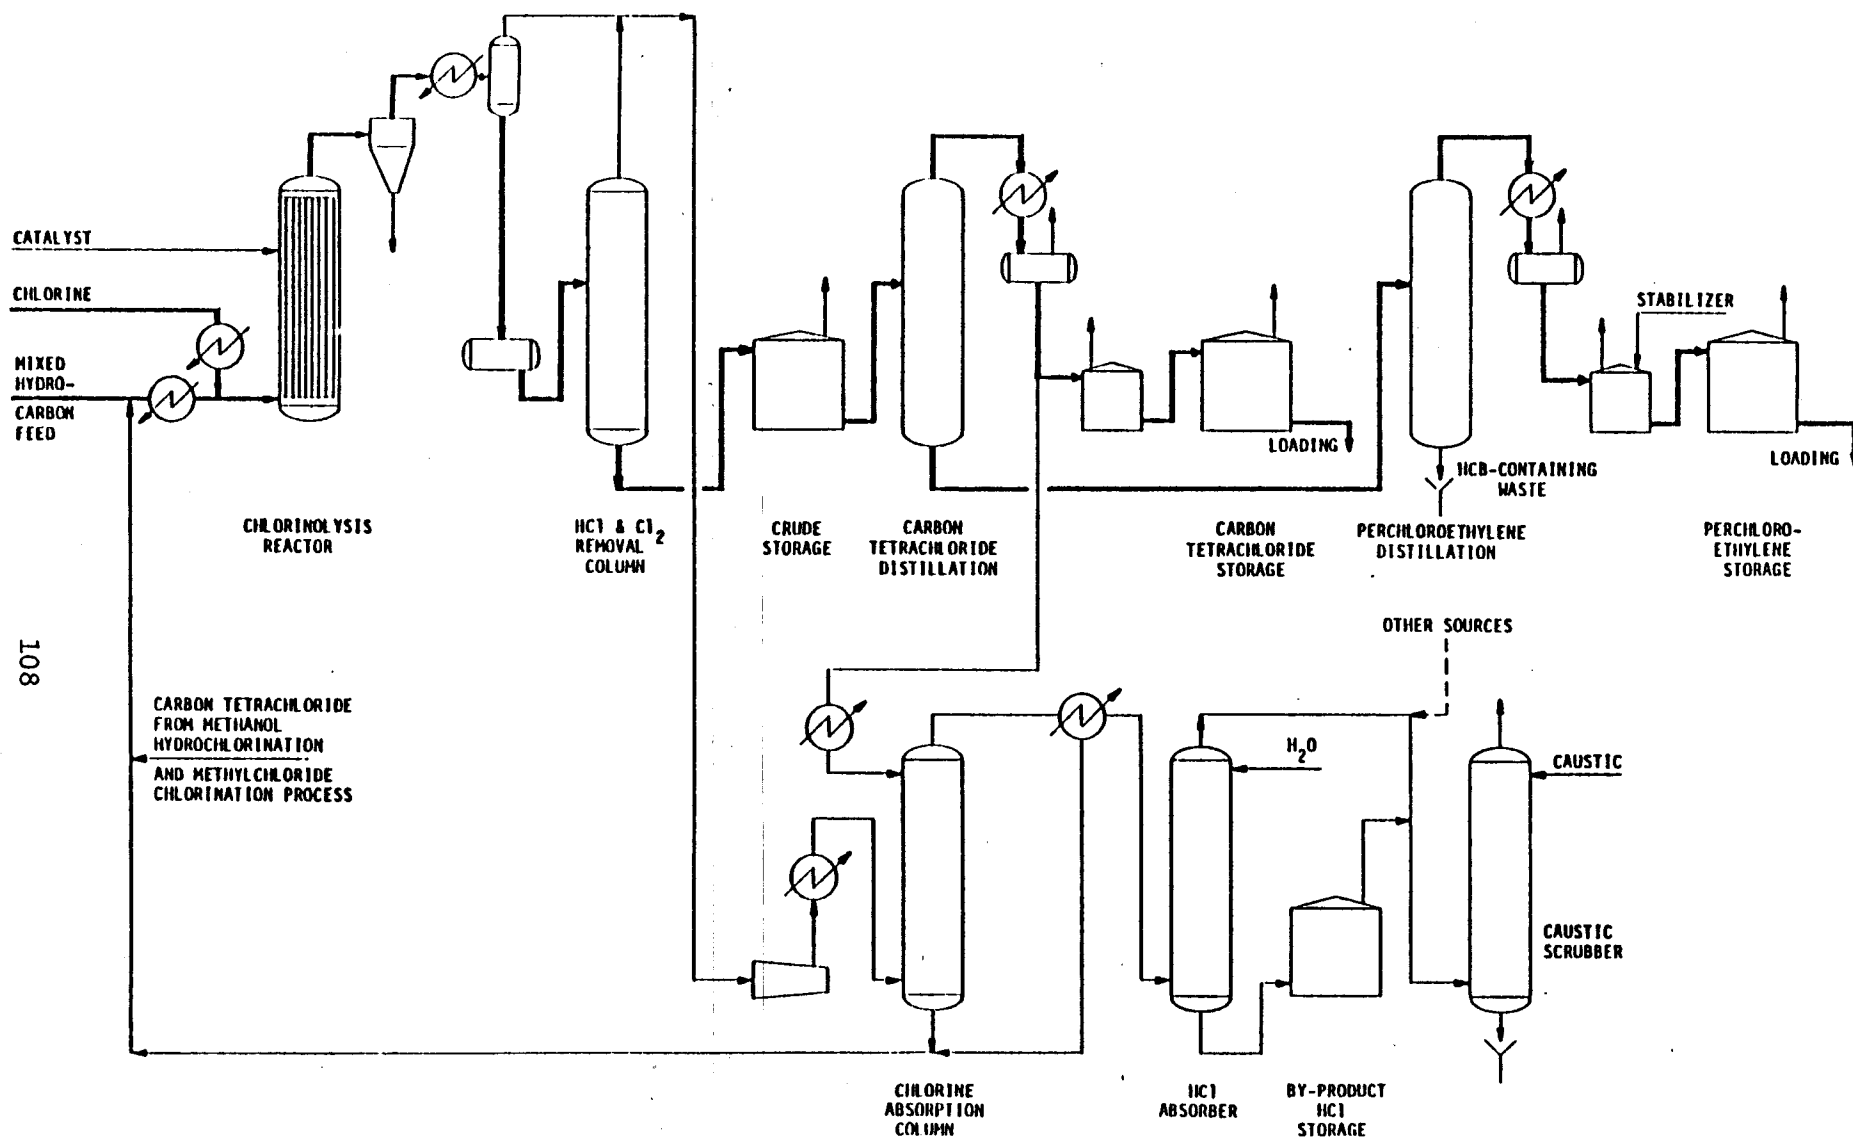 CATALYST
CHLORINE
MIXED
HYDRO-
CARBON
FEED
STABILIZER
LOADING
LOADING
HCB-CONTAINING
WASTE
CHLORINOLYSIS
REACTOR
HCl & Cl2
REMOVAL
COLUMN
CRUDE
STORAGE
CARBON
TETRACHLORIDE
DISTILLATION
CARBON
TETRACHLORIDE
STORAGE
PERCHLOROETHYLENE
DISTILLATION
PERCHLORO-
ETHYLENE
STORAGE
OTHER SOURCES
108
CARBON TETRACHLORIDE
FROM METHANOL
HYDROCHLORINATION
AND METHYLCHLORIDE
CHLORINATION PROCESS
H2O
CAUSTIC
CAUSTIC
SCRUBBER
CHLORINE
ABSORPTION
COLUMN
HCl
ABSORBER
BY-PRODUCT
HCl
STORAGE